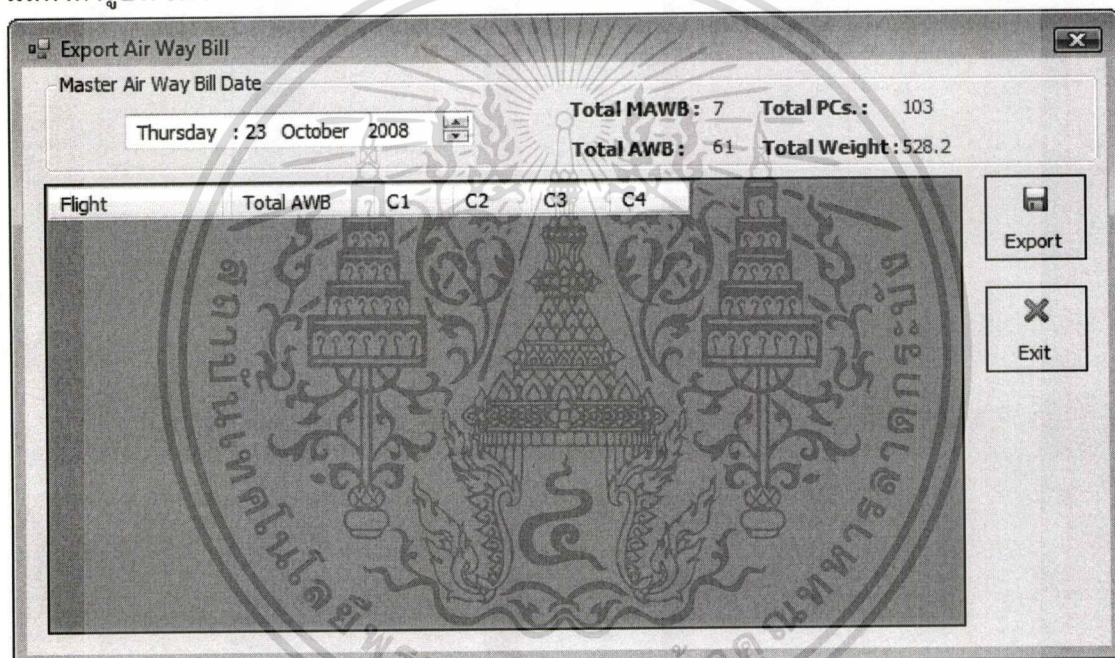 Export Air Way Bill
Master Air Way Bill Date
Thursday : 23 October 2008
Total MAWB : 7 Total PCs. : 103
Total AWB : 61 Total Weight : 528.2
Flight Total AWB C1 C2 C3 C4
Export
Exit